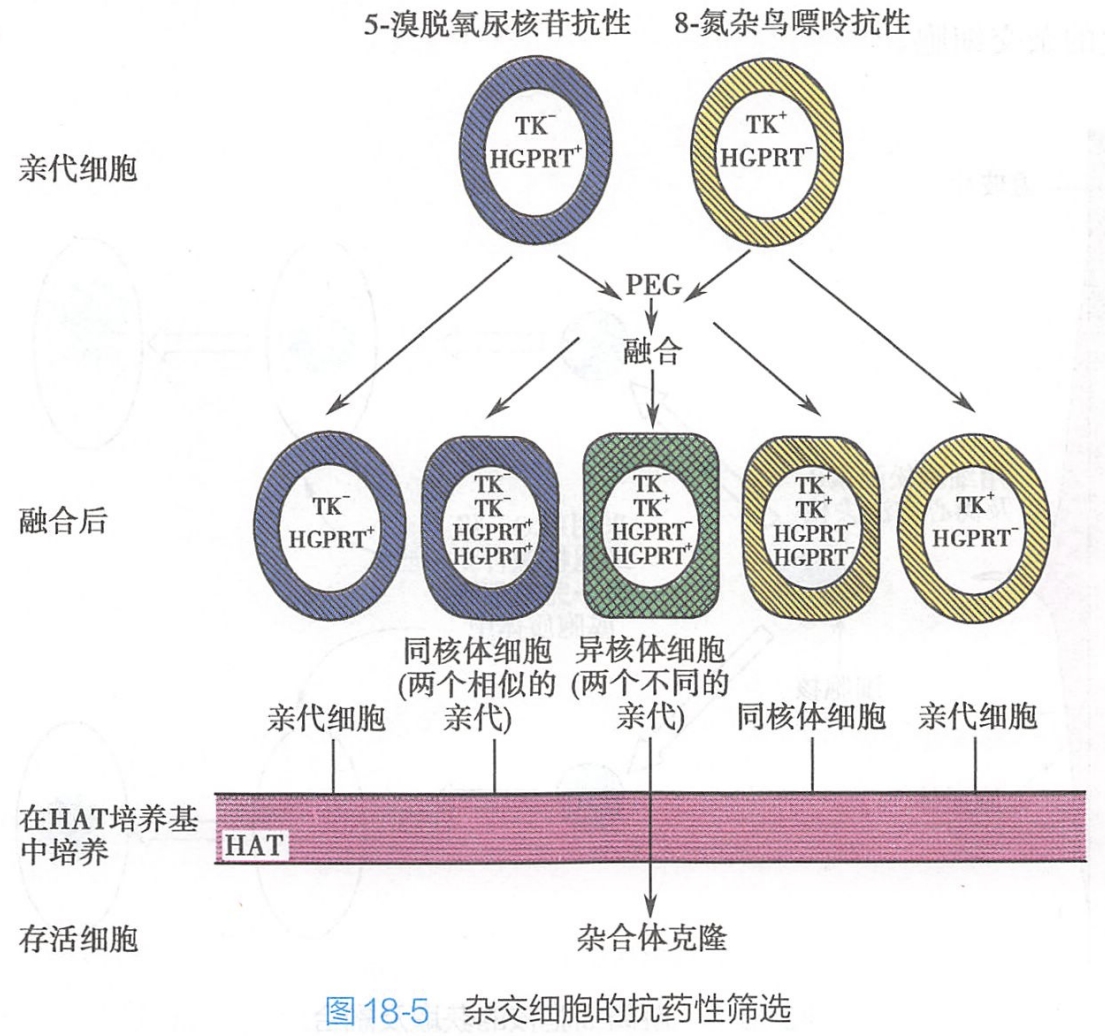 5-溴脱氧尿核苷抗性 8-氮杂鸟嘌呤抗性
TK⁻
HGPRT⁺
TK⁺
HGPRT⁻
亲代细胞
PEG
融合
融合后
TK⁻
HGPRT⁺
TK⁻
TK⁻
HGPRT⁺
HGPRT⁺
TK⁻
TK⁺
HGPRT⁻
HGPRT⁺
TK⁺
TK⁺
HGPRT⁻
HGPRT⁻
TK⁺
HGPRT⁻
亲代细胞
同核体细胞
(两个相似的
亲代)
异核体细胞
(两个不同的
亲代)
同核体细胞
亲代细胞
在HAT培养基
中培养
HAT
存活细胞
杂合体克隆
图 18-5 杂交细胞的抗药性筛选